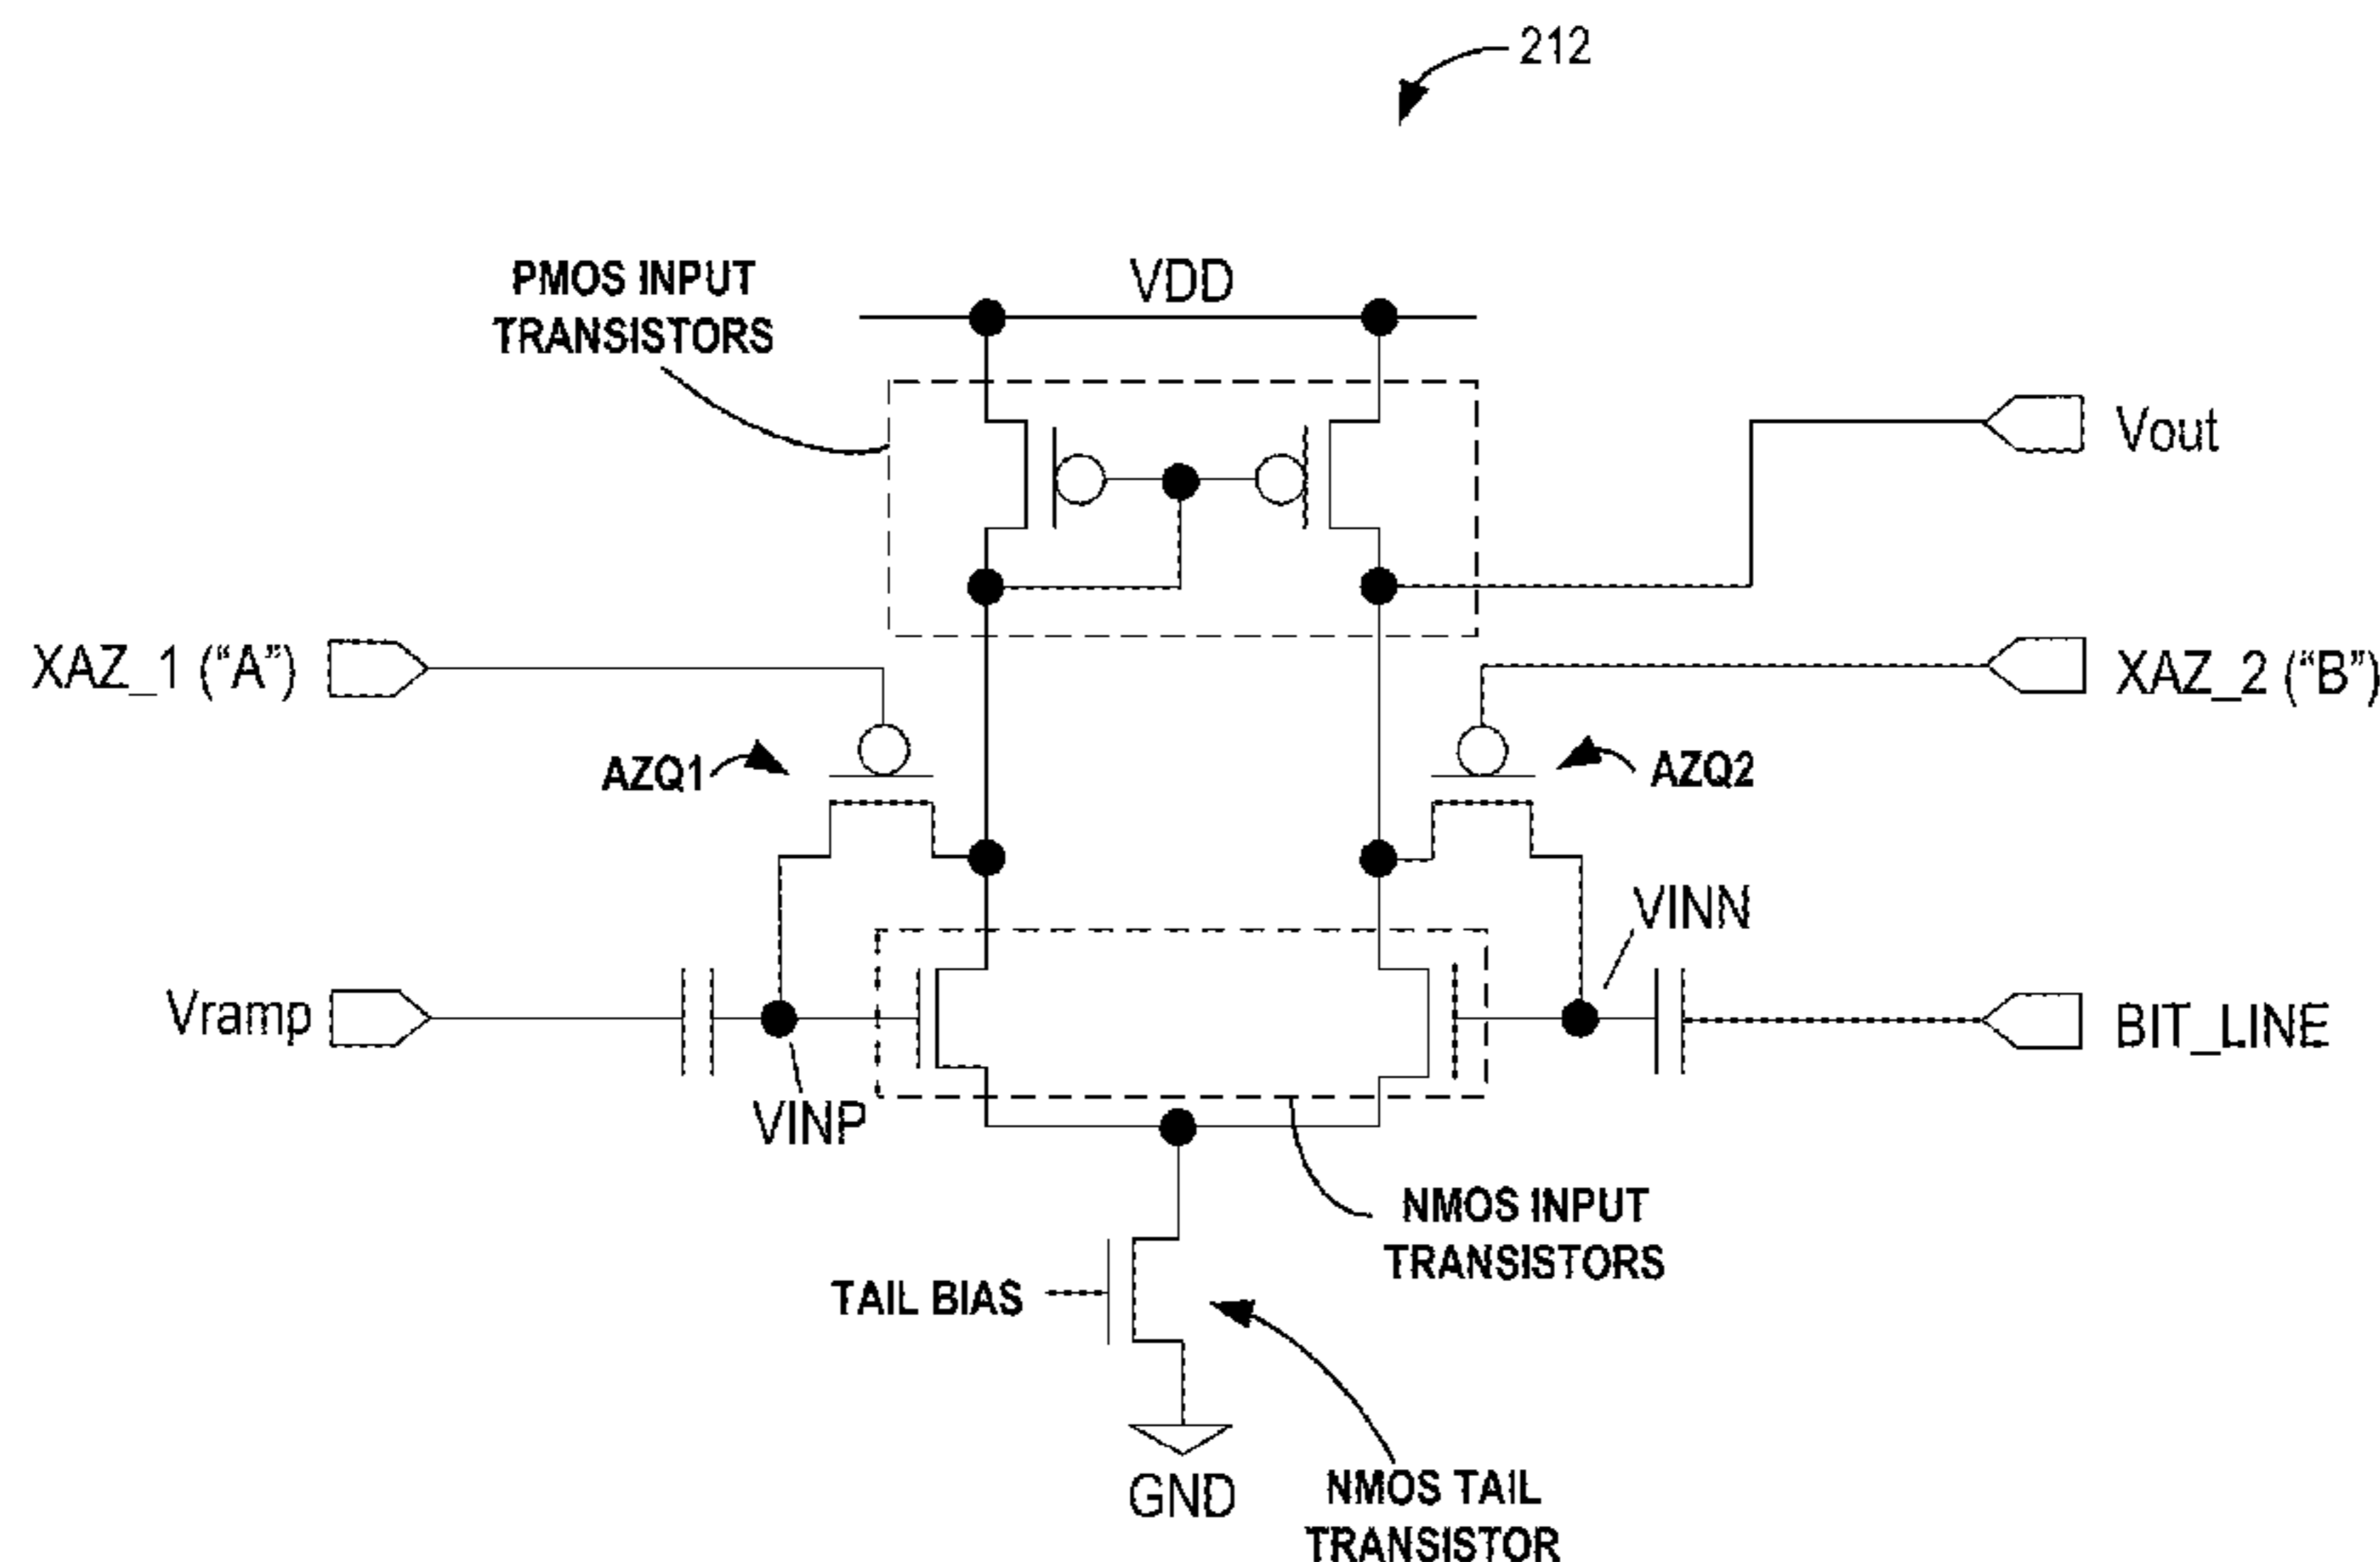 212
PMOS INPUT
TRANSISTORS
VDD
Vout
XAZ_1 (“A”)
XAZ_2 (“B”)
AZQ1
AZQ2
VINN
Vramp
BIT_LINE
VINP
NMOS INPUT
TRANSISTORS
TAIL BIAS
GND
NMOS TAIL
TRANSISTOR